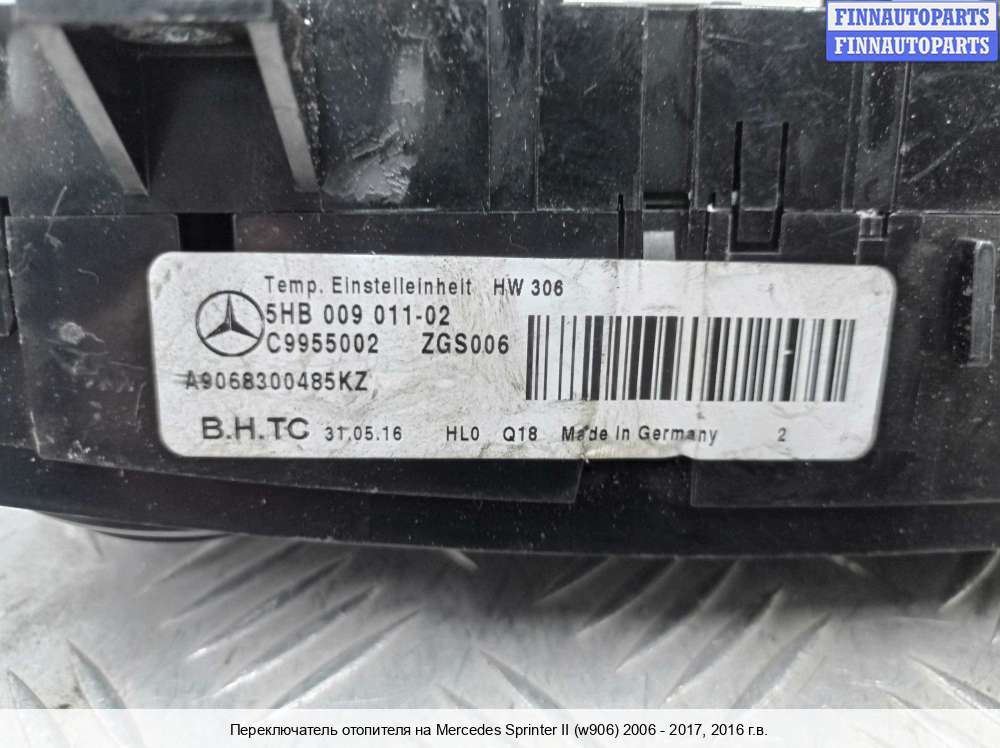 FINNAUTOPARTS
FINNAUTOPARTS
Temp. Einstelleinheit HW 306
5HB 009 011-02
C9955002 ZGS006
A9068300485KZ
B.H.TC 31.05.16 HL0 Q18 Made in Germany 2
Переключатель отопителя на Mercedes Sprinter II (w906) 2006 - 2017, 2016 г.в.